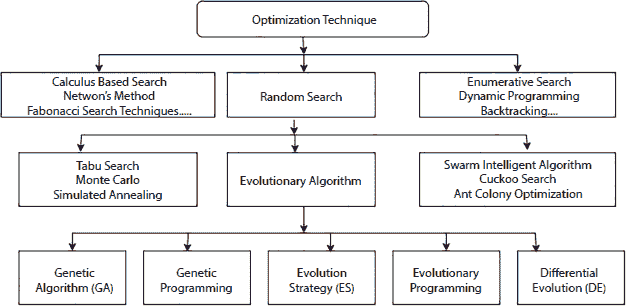 Optimization Technique
Calculus Based Search
Netwon's Method
Fabonacci Search Techniques.....
Random Search
Enumerative Search
Dynamic Programming
Backtracking....
Tabu Search
Monte Carlo
Simulated Annealing
Evolutionary Algorithm
Swarm Intelligent Algorithm
Cuckoo Search
Ant Colony Optimization
Genetic
Algorithm (GA)
Genetic
Programming
Evolution
Strategy (ES)
Evolutionary
Programming
Differential
Evolution (DE)